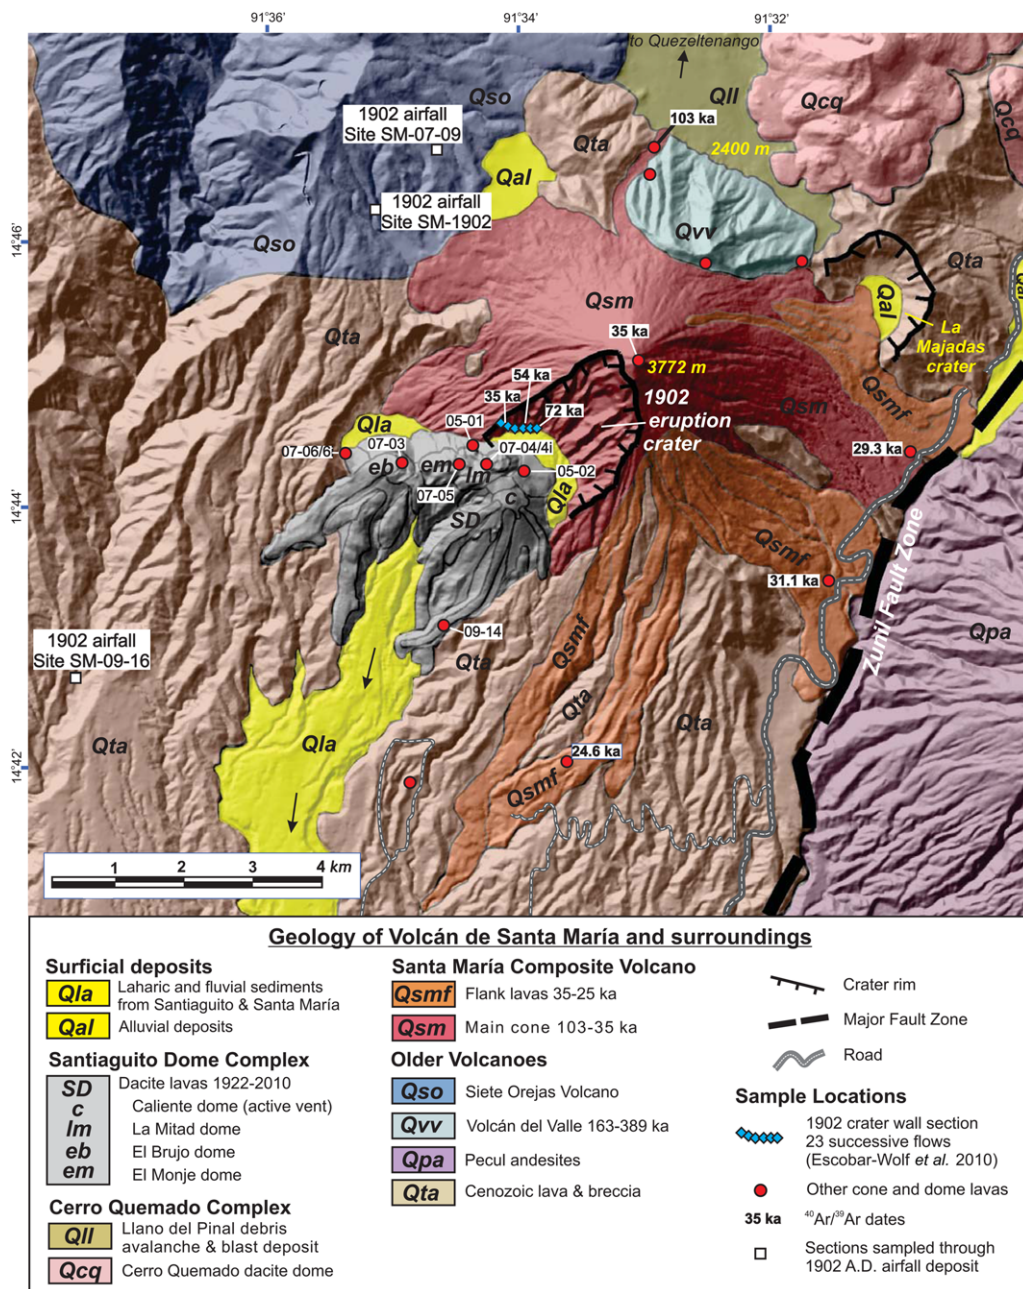 91°36'
91°34'
91°32'
to Quezeltenango
1902 airfall
Site SM-07-09
Qso
Qll
Qcq
Qcq
103 ka
Qta
2400 m
Qal
1902 airfall
Site SM-1902
14°46'
Qso
Qvv
Qta
Qsm
Qal
Qal
Qta
35 ka
La
Majadas
crater
3772 m
54 ka
35 ka
72 ka
1902
eruption
crater
Qsm
Qsmf
Qla
05-01
07-03
07-04/4i
07-06/6i
eb
em
lm
05-02
29.3 ka
07-05
c
Qla
SD
14°44'
Qsmf
Zunil Fault Zone
31.1 ka
09-14
Qsmf
Qpa
1902 airfall
Site SM-09-16
Qta
Qta
Qta
Qta
Qla
24.6 ka
14°42'
Qsmf
1 2 3 4 km
Geology of Volcán de Santa María and surroundings
Surficial deposits
Qla Laharic and fluvial sediments
from Santiaguito & Santa María
Qal Alluvial deposits
Santiaguito Dome Complex
SD Dacite lavas 1922-2010
c Caliente dome (active vent)
lm La Mitad dome
eb El Brujo dome
em El Monje dome
Cerro Quemado Complex
Qll Llano del Pinal debris
avalanche & blast deposit
Qcq Cerro Quemado dacite dome
Santa María Composite Volcano
Qsmf Flank lavas 35-25 ka
Qsm Main cone 103-35 ka
Older Volcanoes
Qso Siete Orejas Volcano
Qvv Volcán del Valle 163-389 ka
Qpa Pecul andesites
Qta Cenozoic lava & breccia
Crater rim
Major Fault Zone
Road
Sample Locations
1902 crater wall section
23 successive flows
(Escobar-Wolf et al. 2010)
Other cone and dome lavas
35 ka ⁴⁰Ar/³⁹Ar dates
Sections sampled through
1902 A.D. airfall deposit